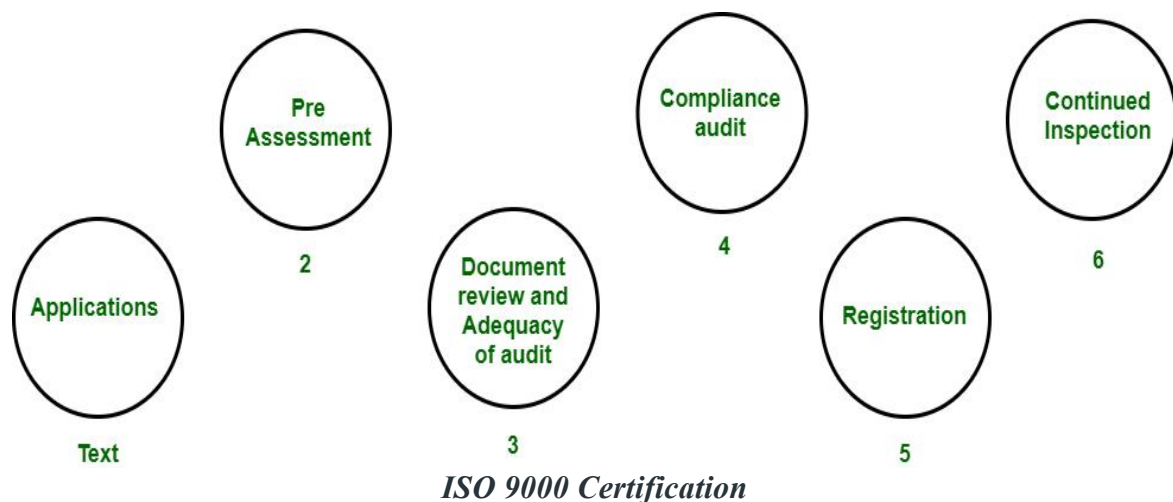 Applications
Text
Pre
Assessment
2
Document
review and
Adequacy
of audit
3
Compliance
audit
4
Registration
5
Continued
Inspection
6
ISO 9000 Certification